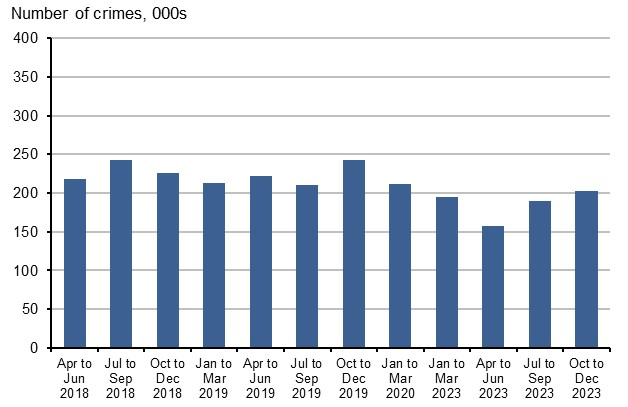 Number of crimes, 000s
400
350
300
250
200
150
100
50
0
Apr to Jul to Oct to Jan to Apr to Jul to Oct to Jan to Jan to Apr to Jul to Oct to
Jun Sep Dec Mar Jun Sep Dec Mar Mar Jun Sep Dec
2018 2018 2018 2019 2019 2019 2019 2020 2023 2023 2023 2023